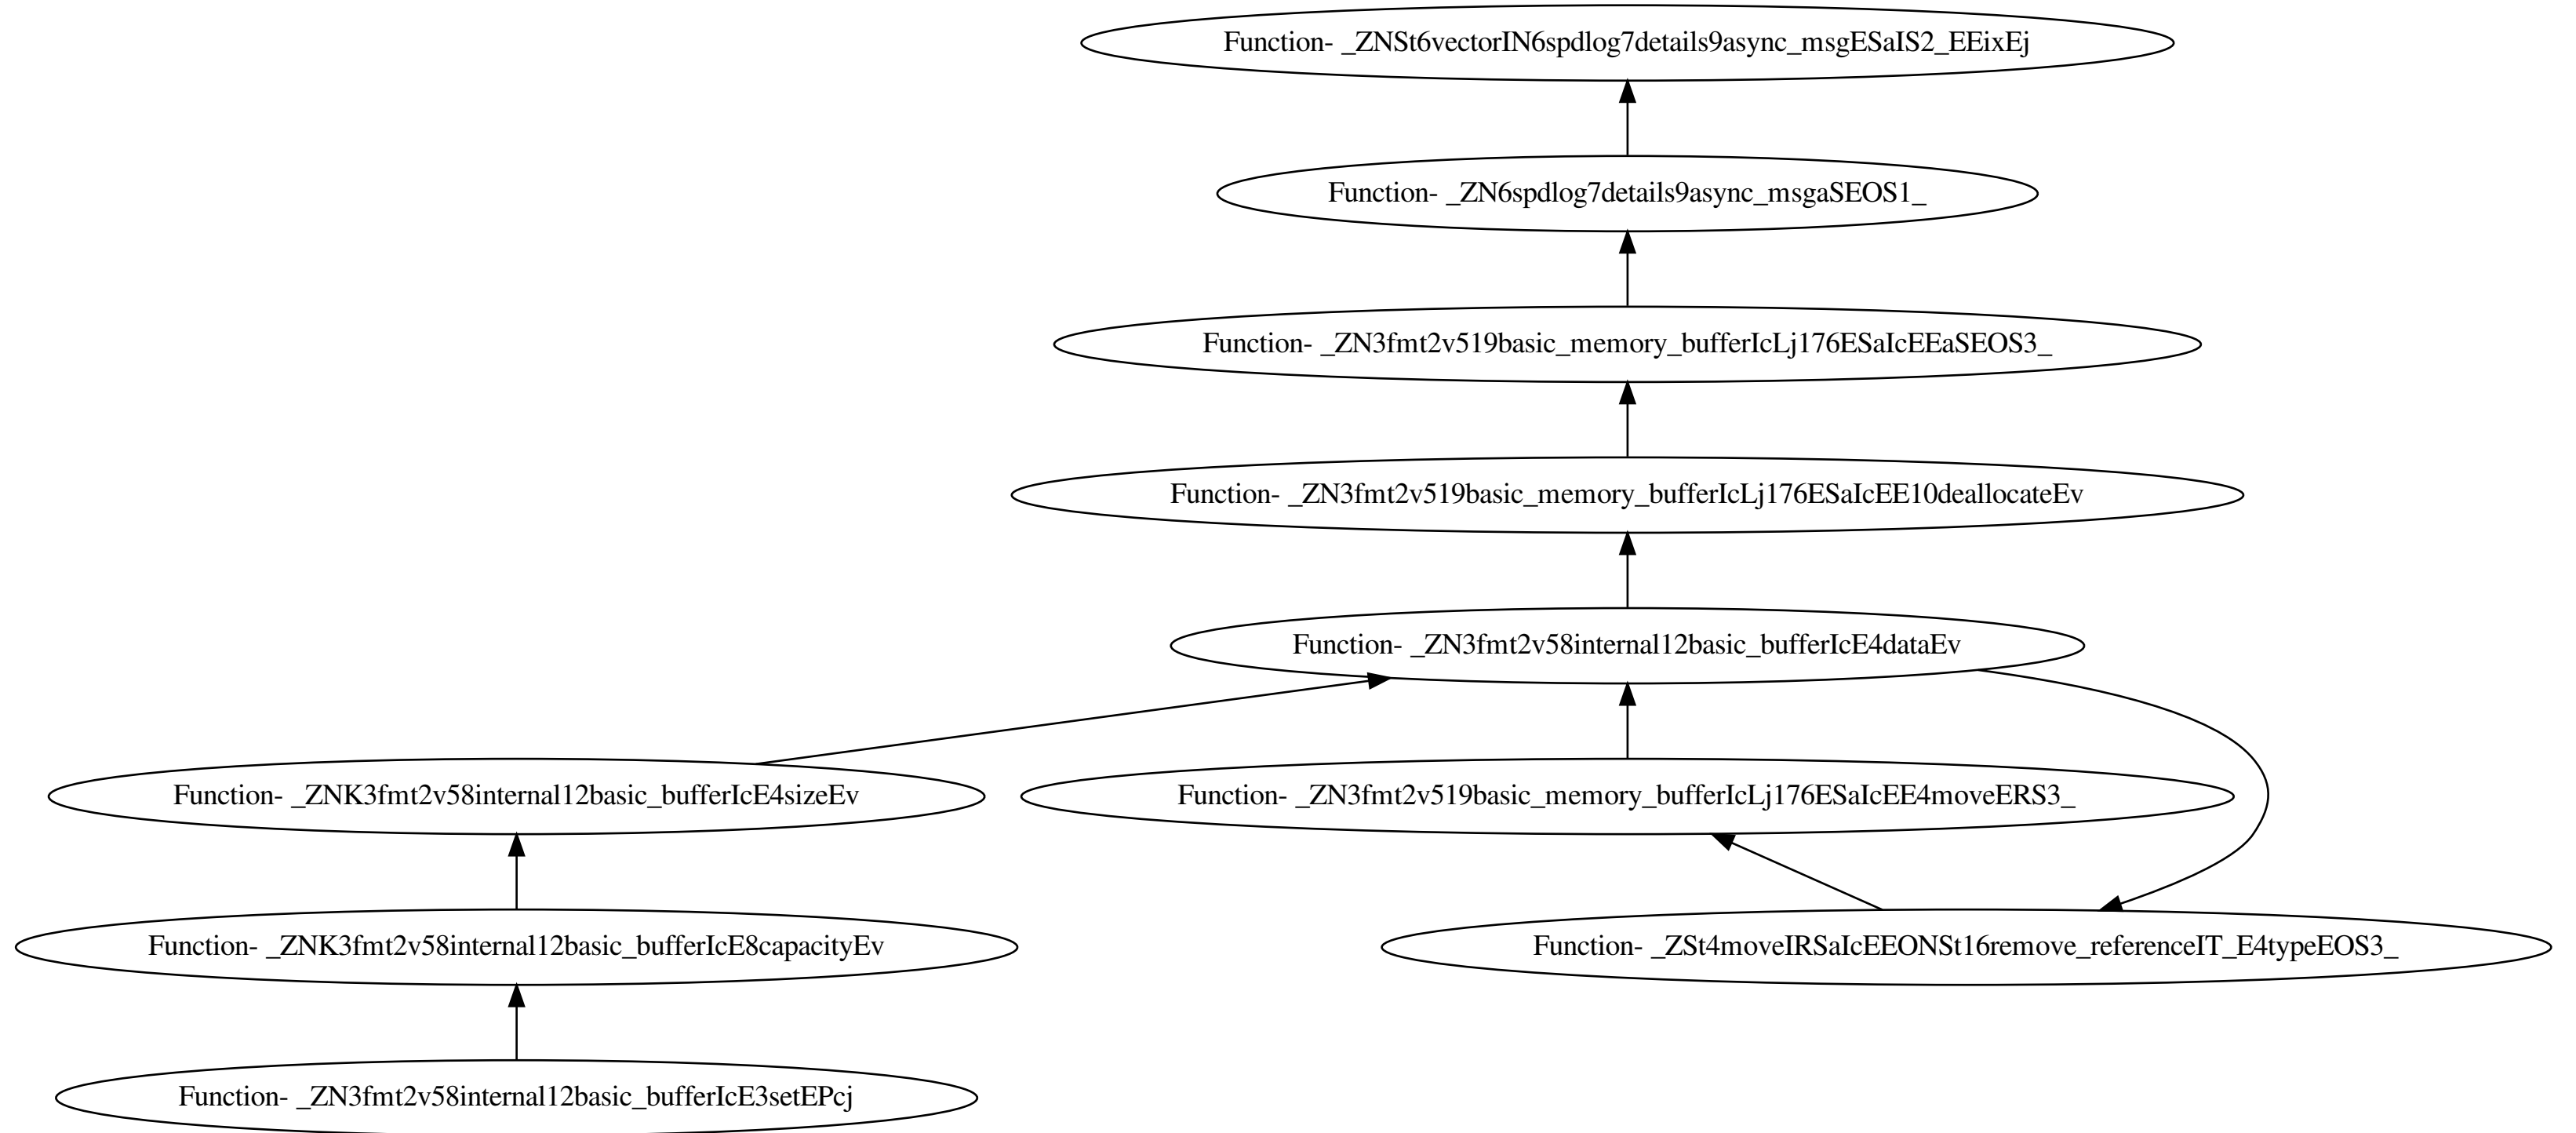 Function- _ZNSt6vectorIN6spdlog7details9async_msgESaIS2_EEixEj
Function- _ZN6spdlog7details9async_msgaSEOS1_
Function- _ZN3fmt2v519basic_memory_bufferIcLj176ESaIcEEaSEOS3_
Function- _ZN3fmt2v519basic_memory_bufferIcLj176ESaIcEE10deallocateEv
Function- _ZN3fmt2v58internal12basic_bufferIcE4dataEv
Function- _ZNK3fmt2v58internal12basic_bufferIcE4sizeEv
Function- _ZN3fmt2v519basic_memory_bufferIcLj176ESaIcEE4moveERS3_
Function- _ZNK3fmt2v58internal12basic_bufferIcE8capacityEv
Function- _ZSt4moveIRSaIcEEONSt16remove_referenceIT_E4typeEOS3_
Function- _ZN3fmt2v58internal12basic_bufferIcE3setEPcj